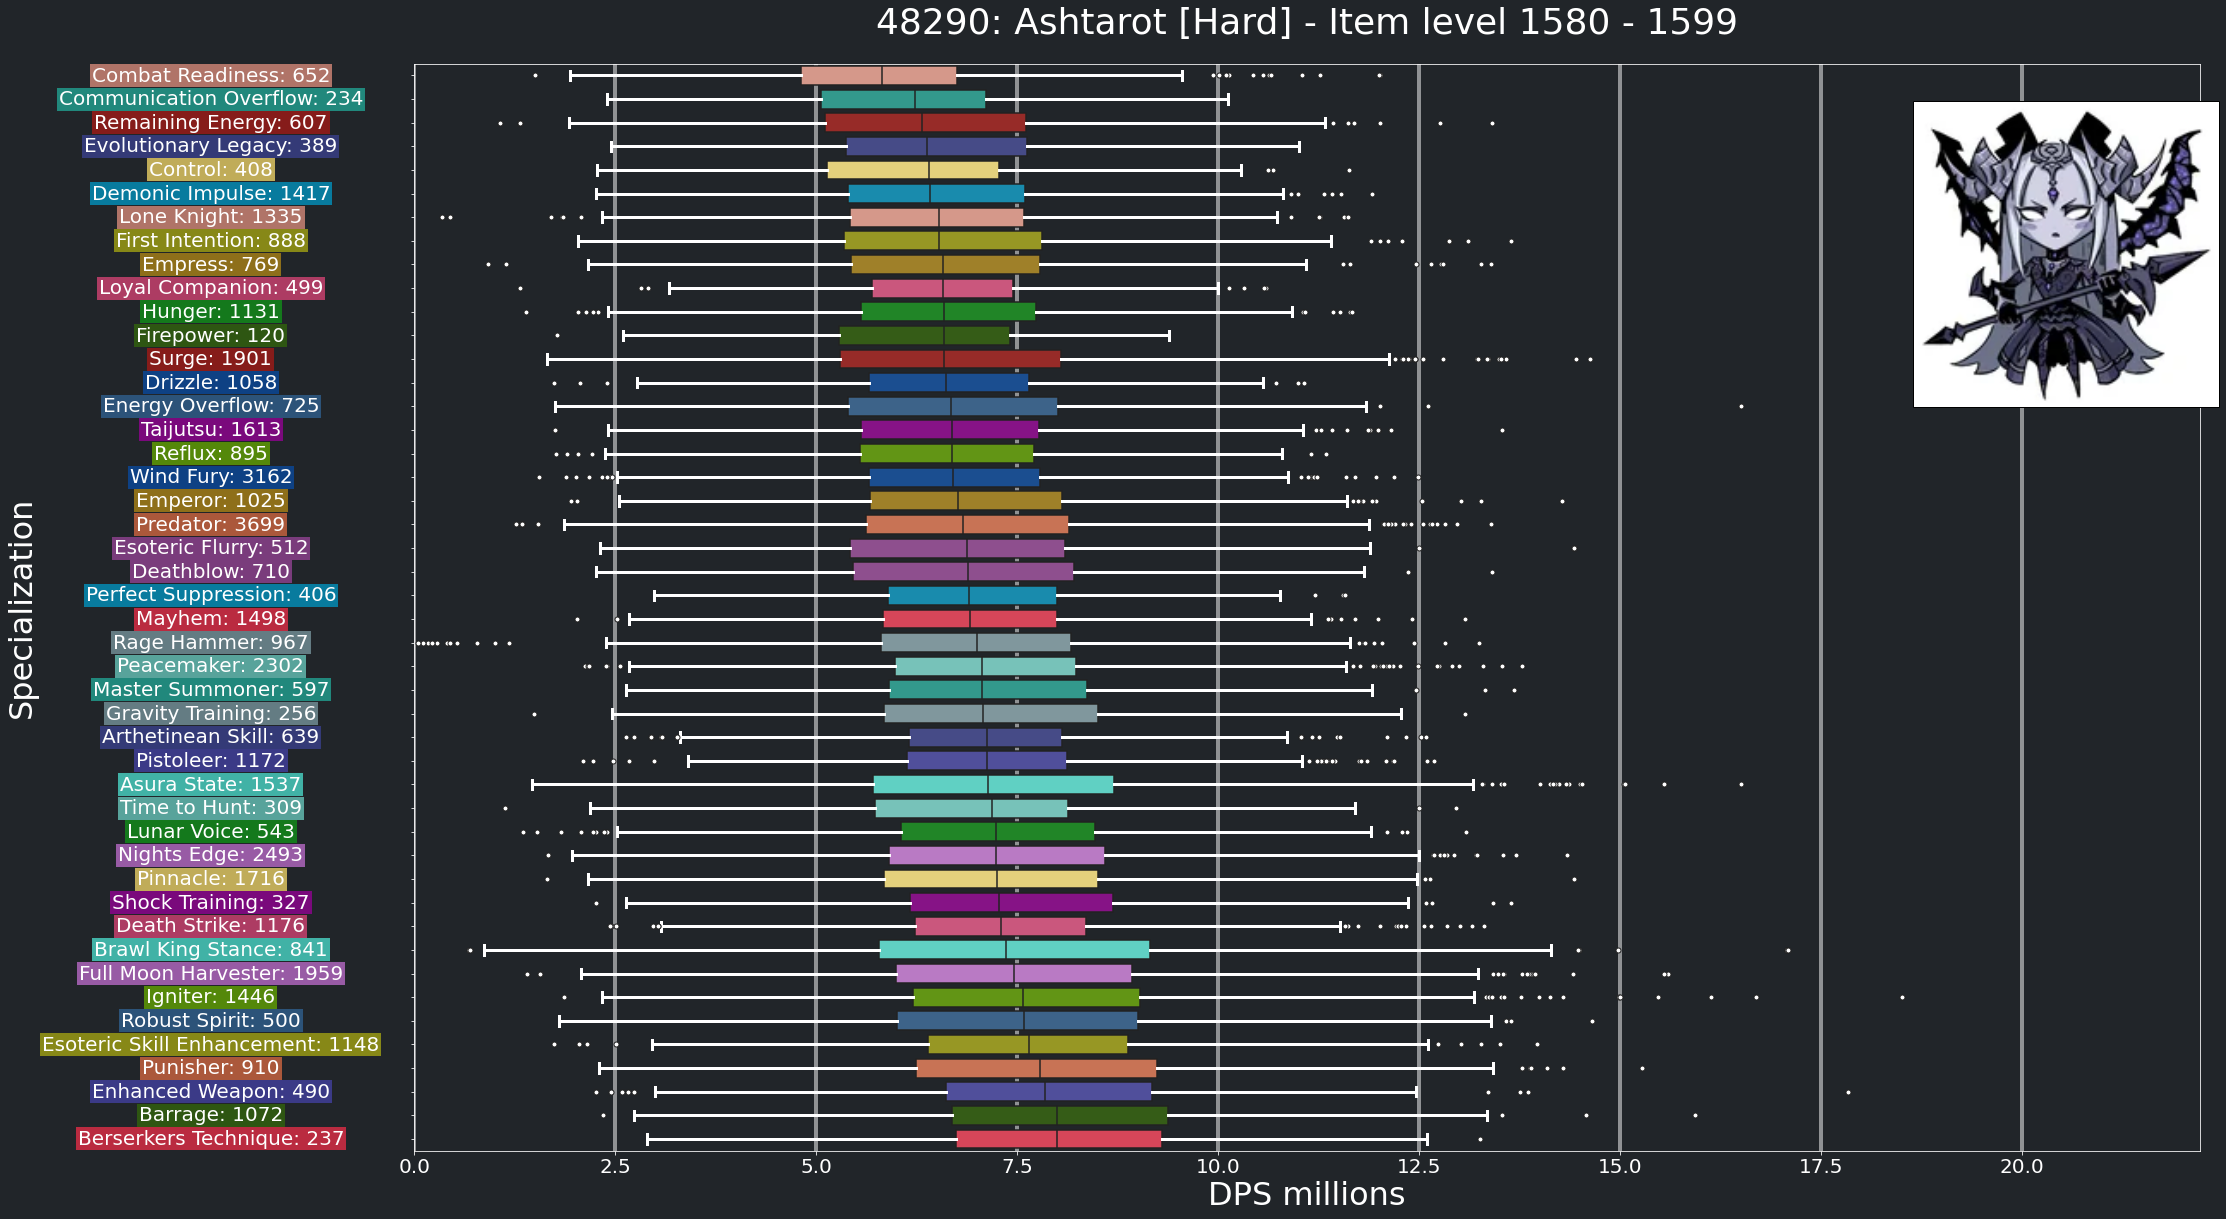 48290: Ashtarot [Hard] - Item level 1580 - 1599
Specialization
Combat Readiness: 652
Communication Overflow: 234
Remaining Energy: 607
Evolutionary Legacy: 389
Control: 408
Demonic Impulse: 1417
Lone Knight: 1335
First Intention: 888
Empress: 769
Loyal Companion: 499
Hunger: 1131
Firepower: 120
Surge: 1901
Drizzle: 1058
Energy Overflow: 725
Taijutsu: 1613
Reflux: 895
Wind Fury: 3162
Emperor: 1025
Predator: 3699
Esoteric Flurry: 512
Deathblow: 710
Perfect Suppression: 406
Mayhem: 1498
Rage Hammer: 967
Peacemaker: 2302
Master Summoner: 597
Gravity Training: 256
Arthetinean Skill: 639
Pistoleer: 1172
Asura State: 1537
Time to Hunt: 309
Lunar Voice: 543
Nights Edge: 2493
Pinnacle: 1716
Shock Training: 327
Death Strike: 1176
Brawl King Stance: 841
Full Moon Harvester: 1959
Igniter: 1446
Robust Spirit: 500
Esoteric Skill Enhancement: 1148
Punisher: 910
Enhanced Weapon: 490
Barrage: 1072
Berserkers Technique: 237
0.0 2.5 5.0 7.5 10.0 12.5 15.0 17.5 20.0
DPS millions